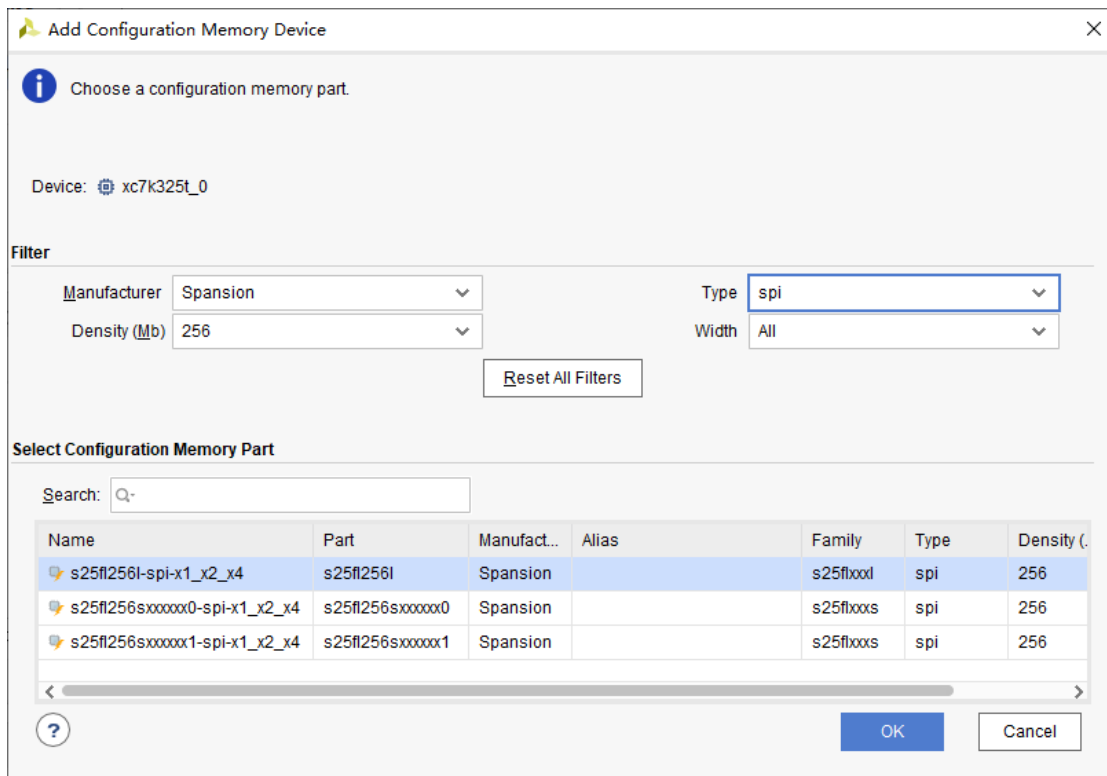 Add Configuration Memory Device
Choose a configuration memory part.
Device: xc7k325t_0
Filter
Manufacturer Spansion Type spi
Density (Mb) 256 Width All
Reset All Filters
Select Configuration Memory Part
Search:
Name Part Manufact... Alias Family Type Density (.
s25fl256l-spi-x1_x2_x4 s25fl256l Spansion s25flxxxl spi 256
s25fl256sxxxxxx0-spi-x1_x2_x4 s25fl256sxxxxxx0 Spansion s25flxxxs spi 256
s25fl256sxxxxxx1-spi-x1_x2_x4 s25fl256sxxxxxx1 Spansion s25flxxxs spi 256
? OK Cancel